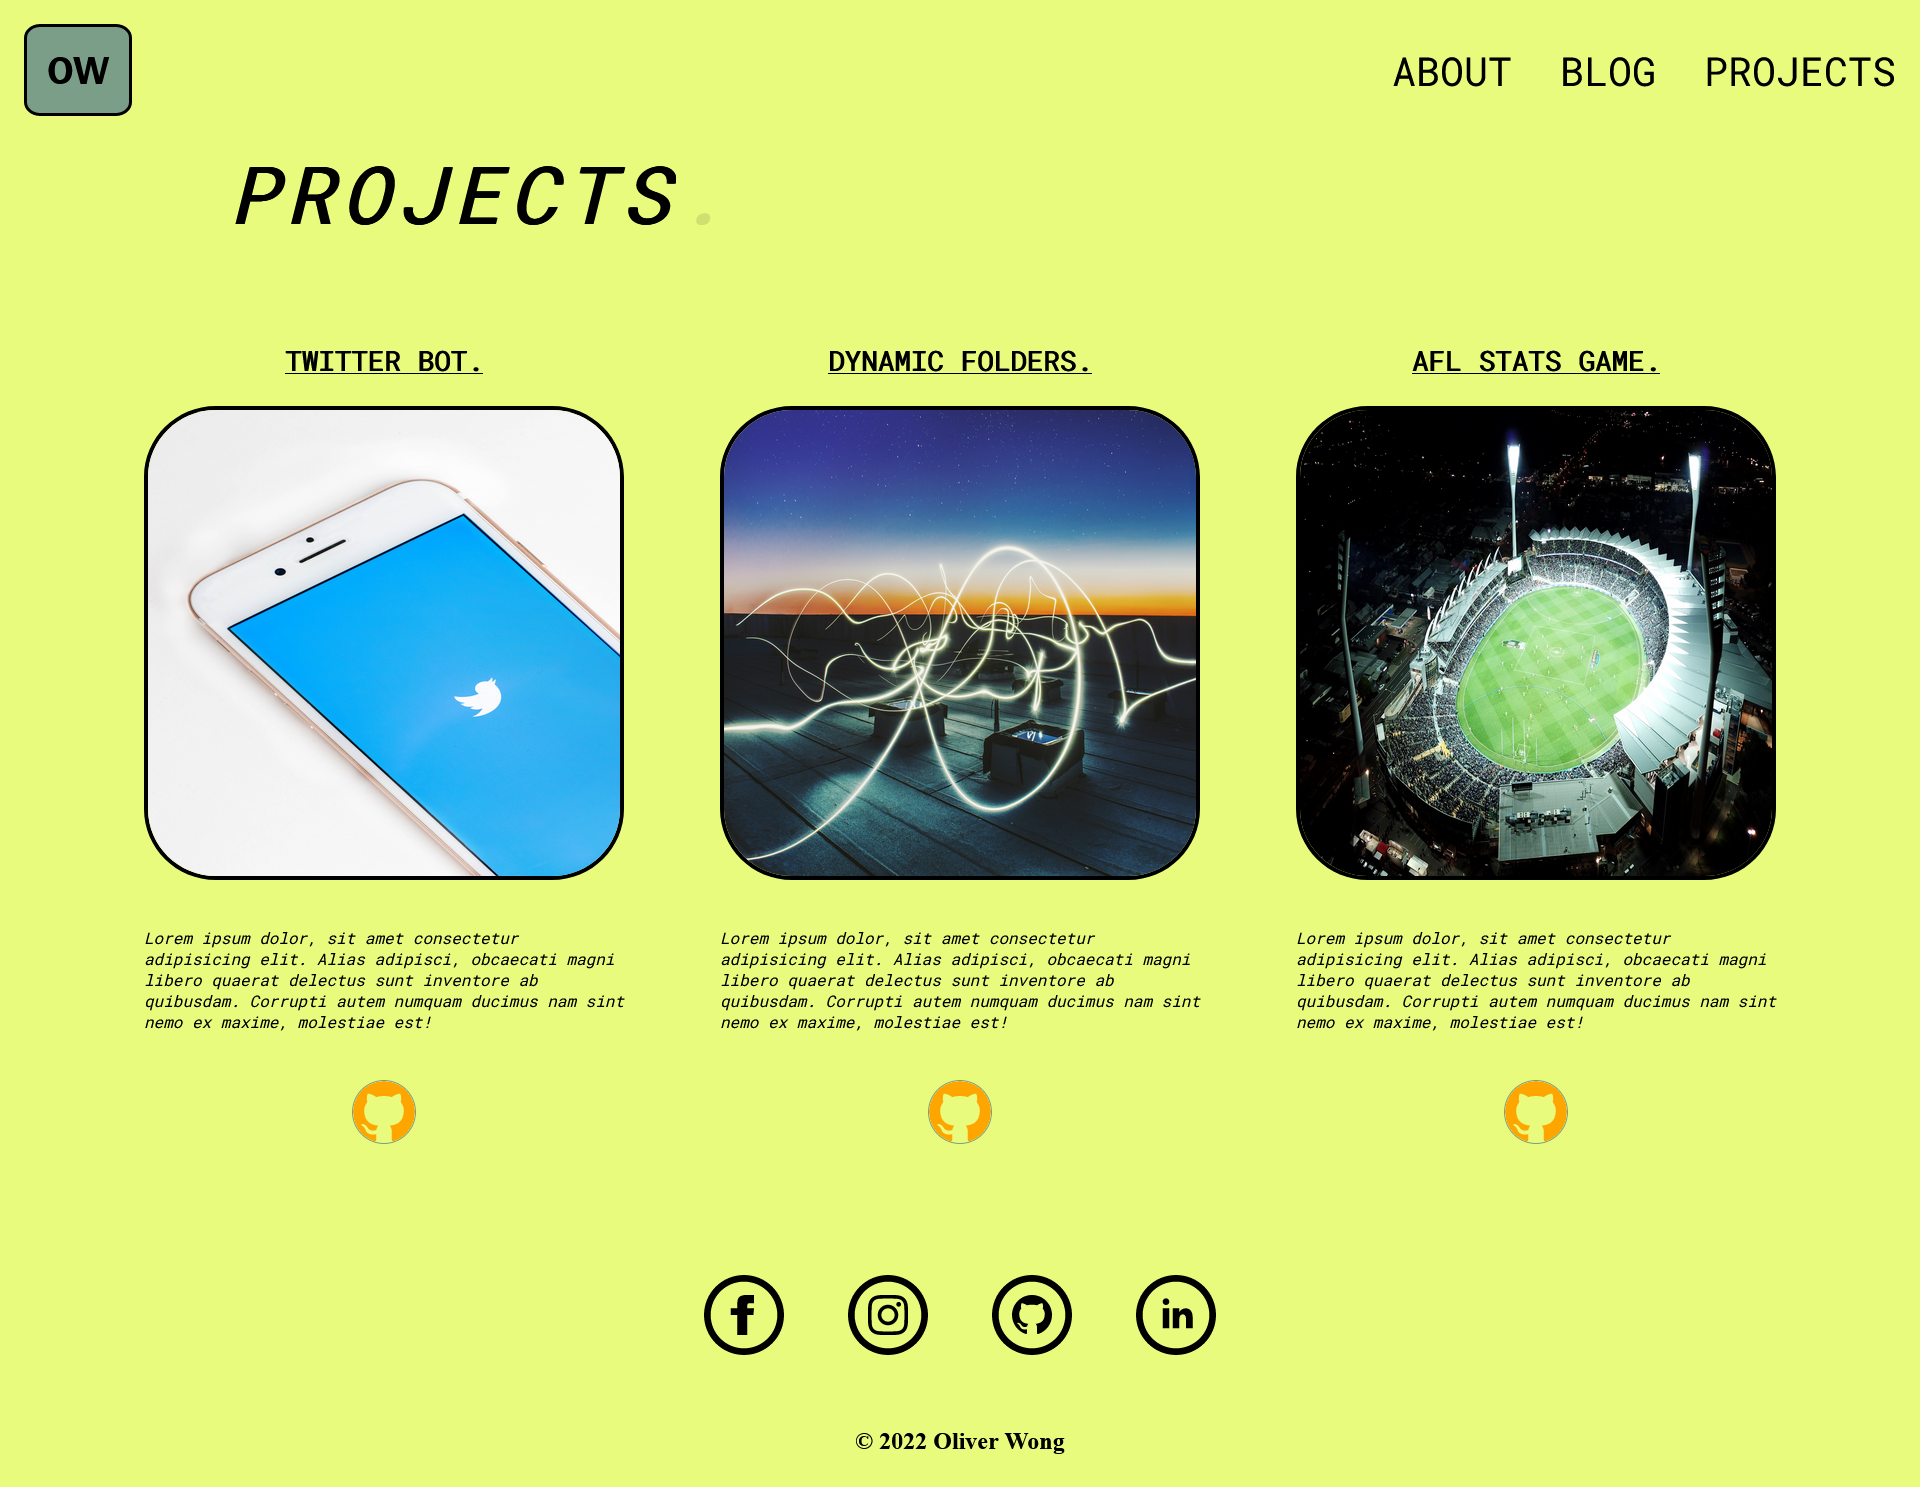 OW
ABOUT BLOG PROJECTS
PROJECTS.
TWITTER BOT.
DYNAMIC FOLDERS.
AFL STATS GAME.
Lorem ipsum dolor, sit amet consectetur
adipisicing elit. Alias adipisci, obcaecati magni
libero quaerat delectus sunt inventore ab
quibusdam. Corrupti autem numquam ducimus nam sint
nemo ex maxime, molestiae est!
Lorem ipsum dolor, sit amet consectetur
adipisicing elit. Alias adipisci, obcaecati magni
libero quaerat delectus sunt inventore ab
quibusdam. Corrupti autem numquam ducimus nam sint
nemo ex maxime, molestiae est!
Lorem ipsum dolor, sit amet consectetur
adipisicing elit. Alias adipisci, obcaecati magni
libero quaerat delectus sunt inventore ab
quibusdam. Corrupti autem numquam ducimus nam sint
nemo ex maxime, molestiae est!
f in
© 2022 Oliver Wong